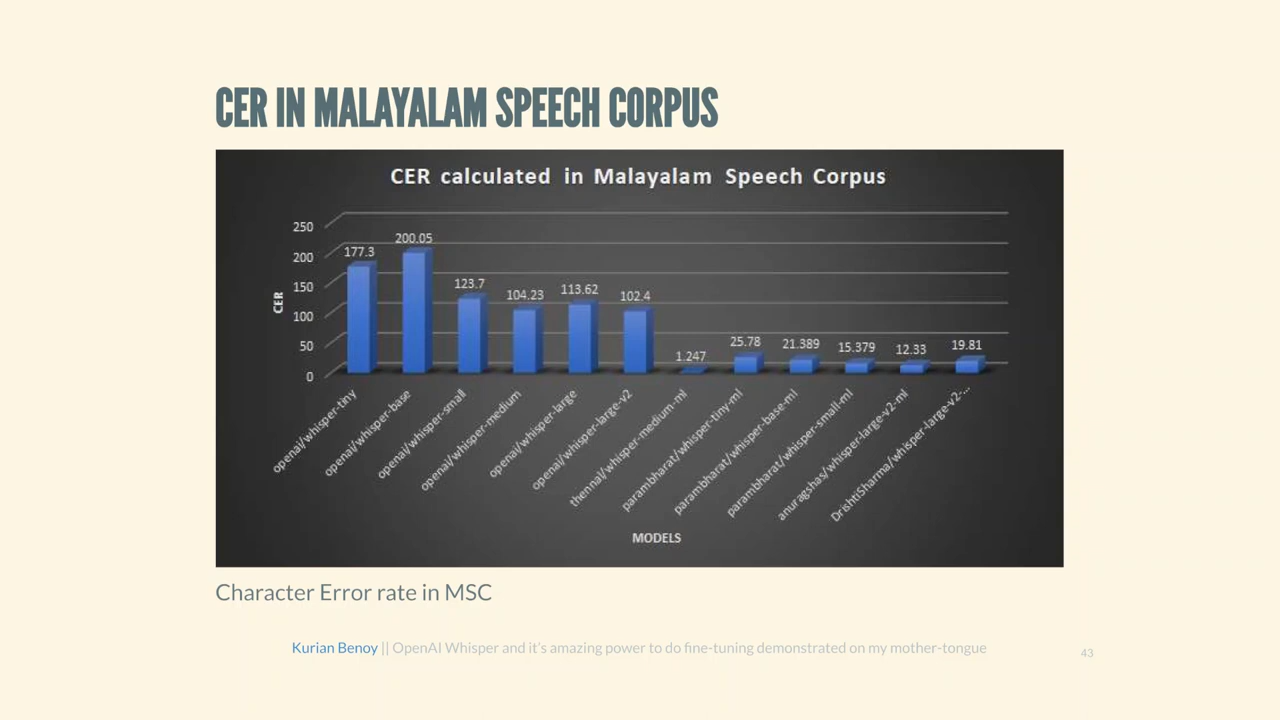 CER IN MALAYALAM SPEECH CORPUS
CER calculated in Malayalam Speech Corpus
250
200
150
100
50
0
CER
177.3
200.05
123.7
104.23
113.62
102.4
1.247
25.78
21.389
15.379
12.33
19.81
openai/whisper-tiny
openai/whisper-base
openai/whisper-small
openai/whisper-medium
openai/whisper-large
openai/whisper-large-v2
thennal/whisper-medium-ml
parambharat/whisper-tiny-ml
parambharat/whisper-base-ml
parambharat/whisper-small-ml
anuragshas/whisper-large-v2-ml
DrishtiSharma/whisper-large-v2-...
MODELS
Character Error rate in MSC
Kurian Benoy || OpenAI Whisper and it's amazing power to do fine-tuning demonstrated on my mother-tongue
43